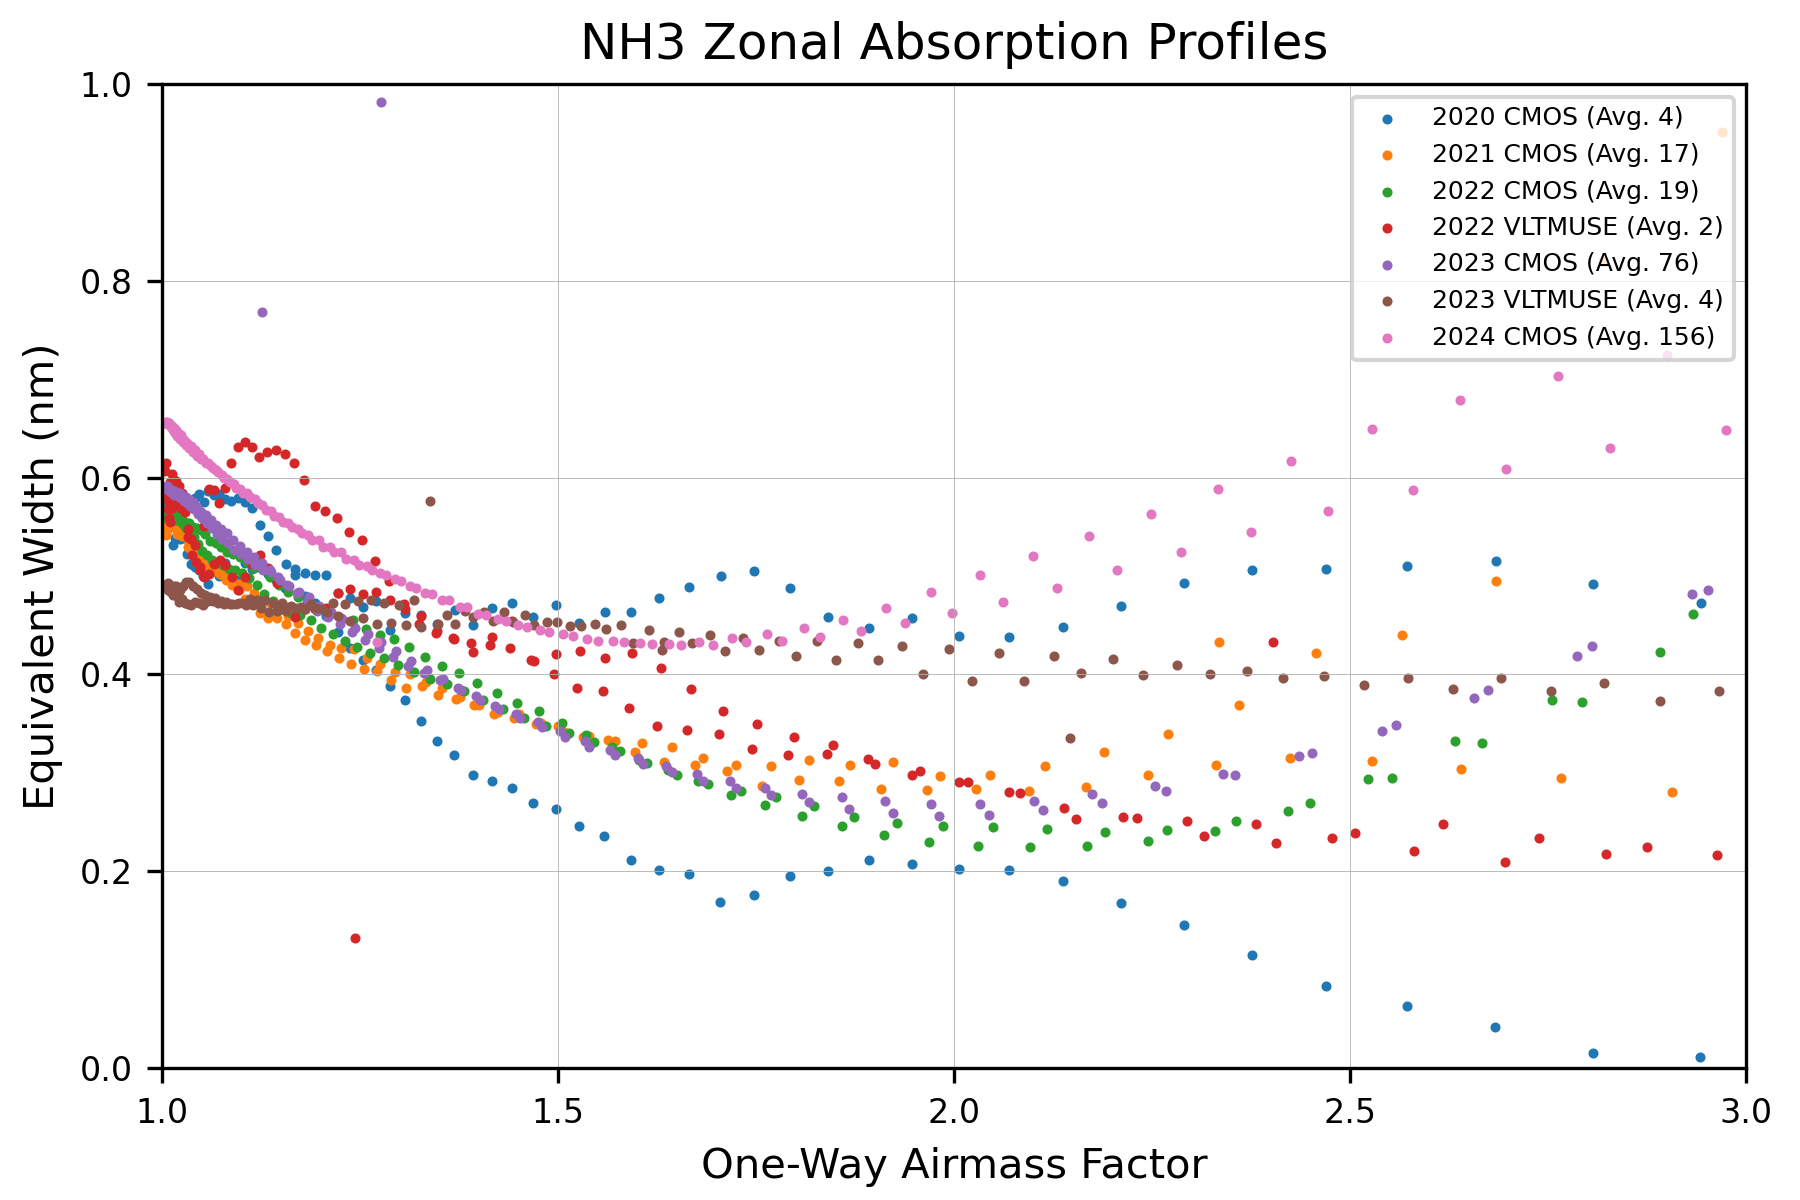 NH3 Zonal Absorption Profiles
1.0
0.8
0.6
0.4
0.2
0.0
Equivalent Width (nm)
2020 CMOS (Avg. 4)
2021 CMOS (Avg. 17)
2022 CMOS (Avg. 19)
2022 VLTMUSE (Avg. 2)
2023 CMOS (Avg. 76)
2023 VLTMUSE (Avg. 4)
2024 CMOS (Avg. 156)
1.0 1.5 2.0 2.5 3.0
One-Way Airmass Factor